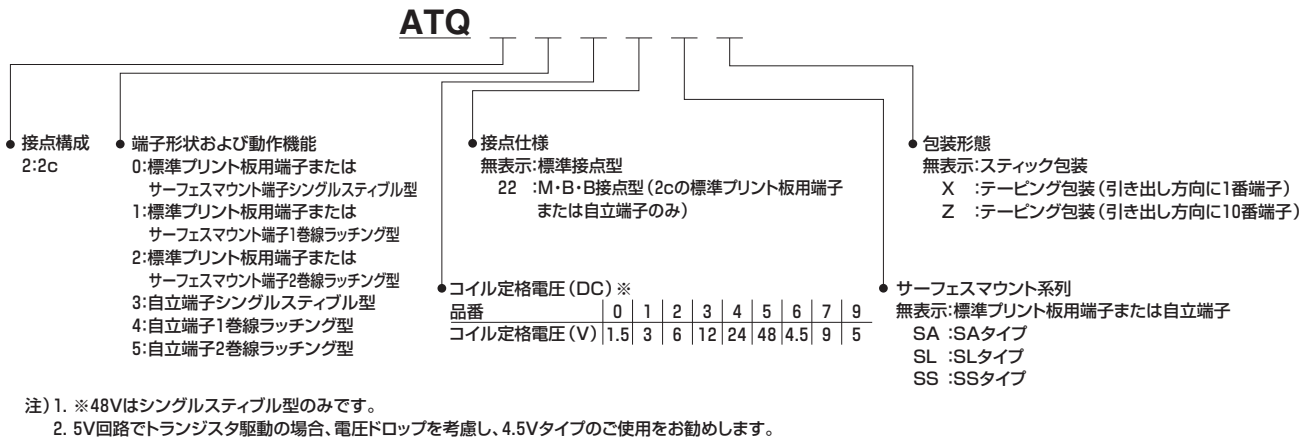 ATQ
接点構成
2:2c
端子形状および動作機能
0:標準プリント板用端子または
サーフェスマウント端子シングルスティブル型
1:標準プリント板用端子または
サーフェスマウント端子1巻線ラッチング型
2:標準プリント板用端子または
サーフェスマウント端子2巻線ラッチング型
3:自立端子シングルスティブル型
4:自立端子1巻線ラッチング型
5:自立端子2巻線ラッチング型
接点仕様
無表示:標準接点型
22 :M・B・B接点型(2cの標準プリント板用端子
または自立端子のみ)
コイル定格電圧(DC)※
品番 0 1 2 3 4 5 6 7 9
コイル定格電圧(V) 1.5 3 6 12 24 48 4.5 9 5
包装形態
無表示:スティック包装
X :テーピング包装(引き出し方向に1番端子)
Z :テーピング包装(引き出し方向に10番端子)
サーフェスマウント系列
無表示:標準プリント板用端子または自立端子
SA :SAタイプ
SL :SLタイプ
SS :SSタイプ
注)1. ※48Vはシングルスティブル型のみです。
2. 5V回路でトランジスタ駆動の場合、電圧ドロップを考慮し、4.5Vタイプのご使用をお勧めします。